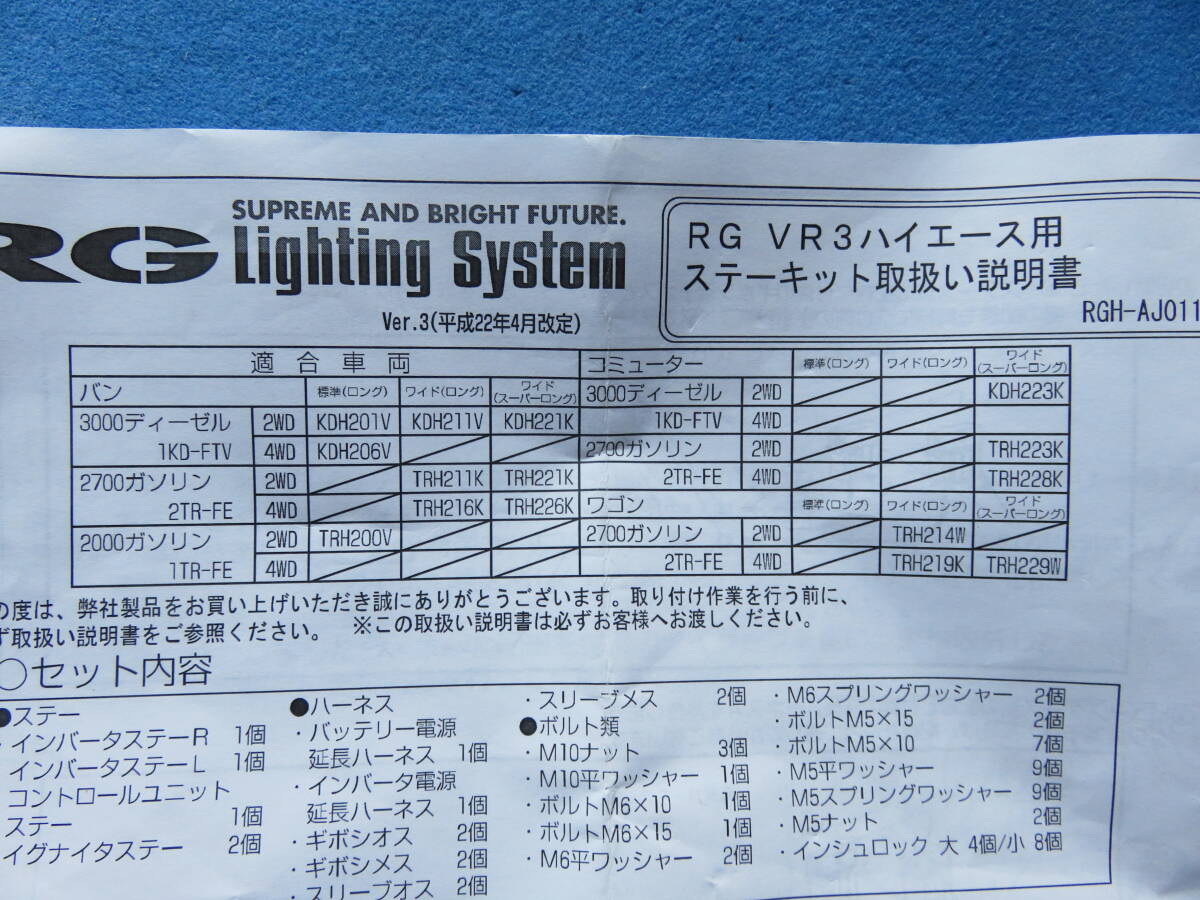 RG
SUPREME AND BRIGHT FUTURE.
Lighting System
Ver.3(平成22年4月改定)
RG VR3ハイエース用
ステーキット取扱い説明書
RGH-AJ011
適合車両
バン 標準(ロング) ワイド(ロング) ワイド(スーパーロング)
3000ディーゼル 2WD KDH201V KDH211V KDH221K
1KD-FTV 4WD KDH206V
2700ガソリン 2WD TRH211K TRH221K
2TR-FE 4WD TRH216K TRH226K
2000ガソリン 2WD TRH200V
1TR-FE 4WD
コミューター 標準(ロング) ワイド(ロング) ワイド(スーパーロング)
3000ディーゼル 2WD KDH223K
1KD-FTV 4WD
2700ガソリン 2WD TRH223K
2TR-FE 4WD TRH228K
ワゴン 標準(ロング) ワイド(ロング) ワイド(スーパーロング)
2700ガソリン 2WD TRH214W
2TR-FE 4WD TRH219K TRH229W
の度は、弊社製品をお買い上げいただき誠にありがとうございます。取り付け作業を行う前に、
ず取扱い説明書をご参照ください。 ※この取扱い説明書は必ずお客様へお渡しください。
○セット内容
●ステー
・インバータステーR 1個
インバータステーL 1個
コントロールユニット
ステー 1個
イグナイタステー 2個
●ハーネス
・バッテリー電源
延長ハーネス 1個
・インバータ電源
延長ハーネス 1個
・ギボシオス 2個
・ギボシメス 2個
・スリーブオス 2個
・スリーブメス 2個
●ボルト類
・M10ナット 3個
・M10平ワッシャー 1個
・ボルトM6×10 1個
・ボルトM6×15 1個
・M6平ワッシャー 2個
・M6スプリングワッシャー 2個
・ボルトM5×15 2個
・ボルトM5×10 7個
・M5平ワッシャー 9個
・M5スプリングワッシャー 9個
・M5ナット 2個
・インシュロック 大 4個/小 8個